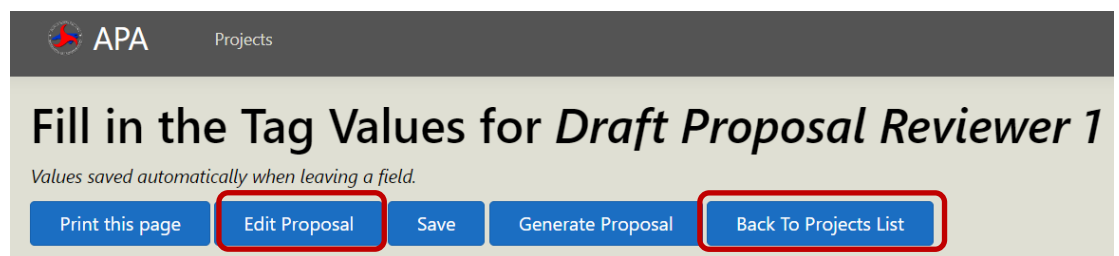 APA Projects
Fill in the Tag Values for Draft Proposal Reviewer 1
Values saved automatically when leaving a field.
Print this page Edit Proposal Save Generate Proposal Back To Projects List